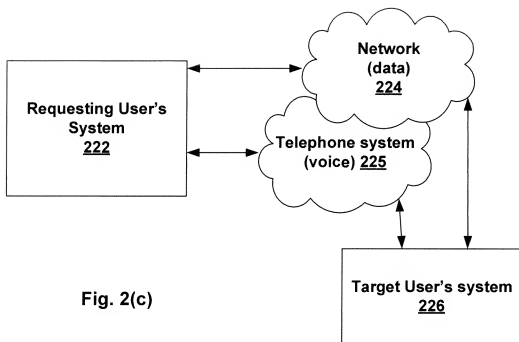 Network
(data)
224
Requesting User's
System
222
Telephone system
(voice) 225
Target User's system
226
Fig. 2(c)